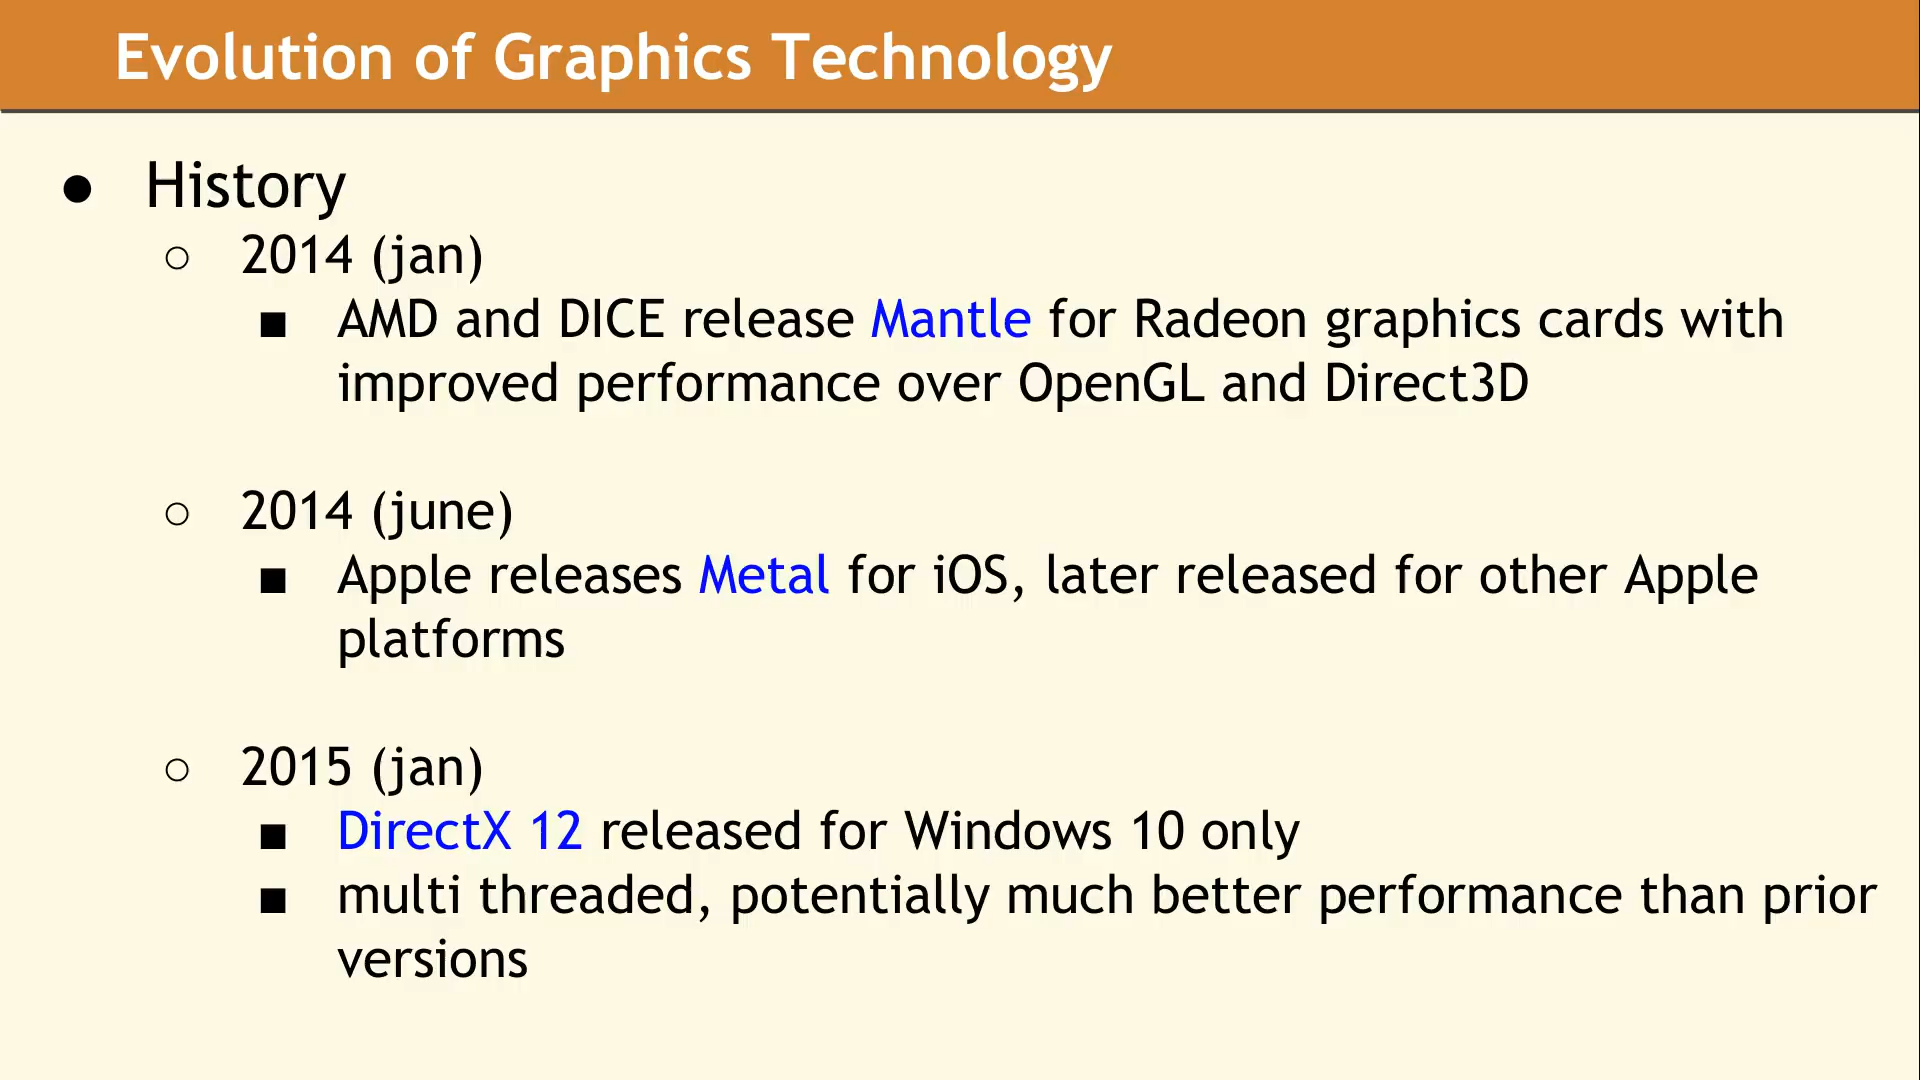 Evolution of Graphics Technology
● History
○ 2014 (jan)
■ AMD and DICE release Mantle for Radeon graphics cards with
improved performance over OpenGL and Direct3D
○ 2014 (june)
■ Apple releases Metal for iOS, later released for other Apple
platforms
○ 2015 (jan)
■ DirectX 12 released for Windows 10 only
■ multi threaded, potentially much better performance than prior
versions